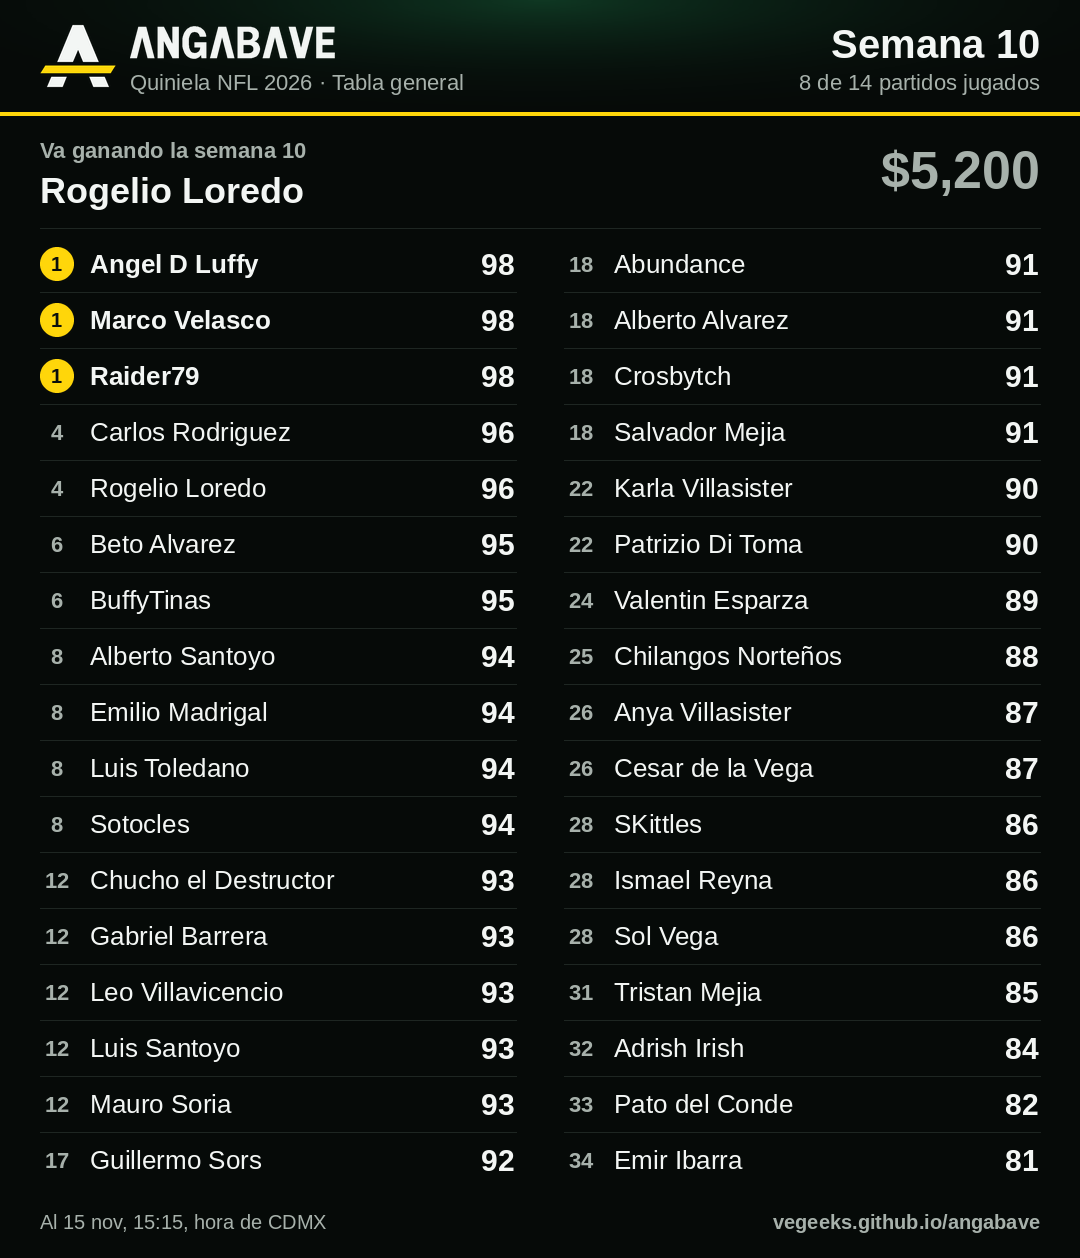 ANGABAVE
Quiniela NFL 2026 · Tabla general
Semana 10
8 de 14 partidos jugados
Va ganando la semana 10
Rogelio Loredo
$5,200
1 Angel D Luffy 98
1 Marco Velasco 98
1 Raider79 98
4 Carlos Rodriguez 96
4 Rogelio Loredo 96
6 Beto Alvarez 95
6 BuffyTinas 95
8 Alberto Santoyo 94
8 Emilio Madrigal 94
8 Luis Toledano 94
8 Sotocles 94
12 Chucho el Destructor 93
12 Gabriel Barrera 93
12 Leo Villavicencio 93
12 Luis Santoyo 93
12 Mauro Soria 93
17 Guillermo Sors 92
18 Abundance 91
18 Alberto Alvarez 91
18 Crosbytch 91
18 Salvador Mejia 91
22 Karla Villasister 90
22 Patrizio Di Toma 90
24 Valentin Esparza 89
25 Chilangos Norteños 88
26 Anya Villasister 87
26 Cesar de la Vega 87
28 SKittles 86
28 Ismael Reyna 86
28 Sol Vega 86
31 Tristan Mejia 85
32 Adrish Irish 84
33 Pato del Conde 82
34 Emir Ibarra 81
Al 15 nov, 15:15, hora de CDMX
vegeeks.github.io/angabave